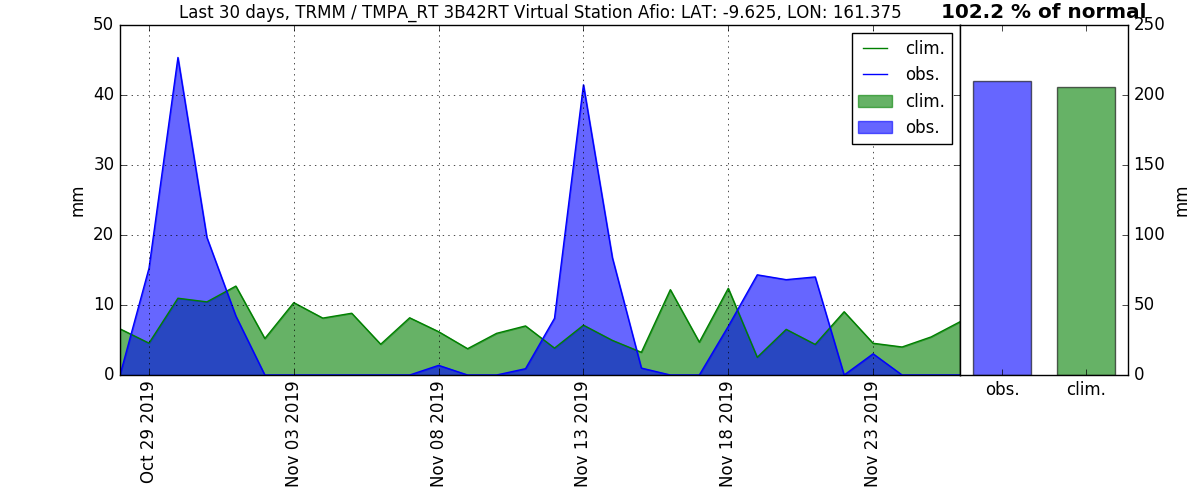 Last 30 days, TRMM / TMPA_RT 3B42RT Virtual Station Afio: LAT: -9.625, LON: 161.375
102.2 % of normal
50
40
30
20
10
0
mm
clim.
obs.
clim.
obs.
250
200
150
100
50
0
mm
obs.
clim.
Oct 29 2019
Nov 03 2019
Nov 08 2019
Nov 13 2019
Nov 18 2019
Nov 23 2019